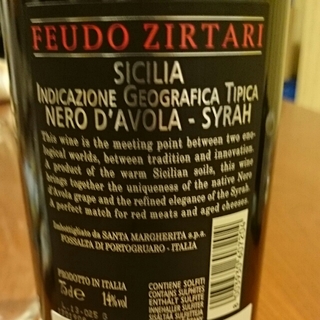 FEUDO ZIRTARI
SICILIA
INDICAZIONE GEOGRAFICA TIPICA
NERO D'AVOLA - SYRAH
This wine is the meeting point between two eno-
logical worlds, between tradition and innovation.
A product of the warm Sicilian soils, this wine
brings together the uniqueness of the native Nero
d'Avola grape and the refined elegance of the Syrah.
A perfect match for red meats and aged cheeses.
Imbottigliato da SANTA MARGHERITA s.p.a.
FOSSALTA DI PORTOGRUARO - ITALIA
PRODOTTO IN ITALIA
75cl e 14%vol
CONTIENE SOLFITI
CONTAINS SULPHITES
ENTHÄLT SULFITE
INNEHÅLLER SULFITER
SISÄLTÄÄ SULFIITTEJA